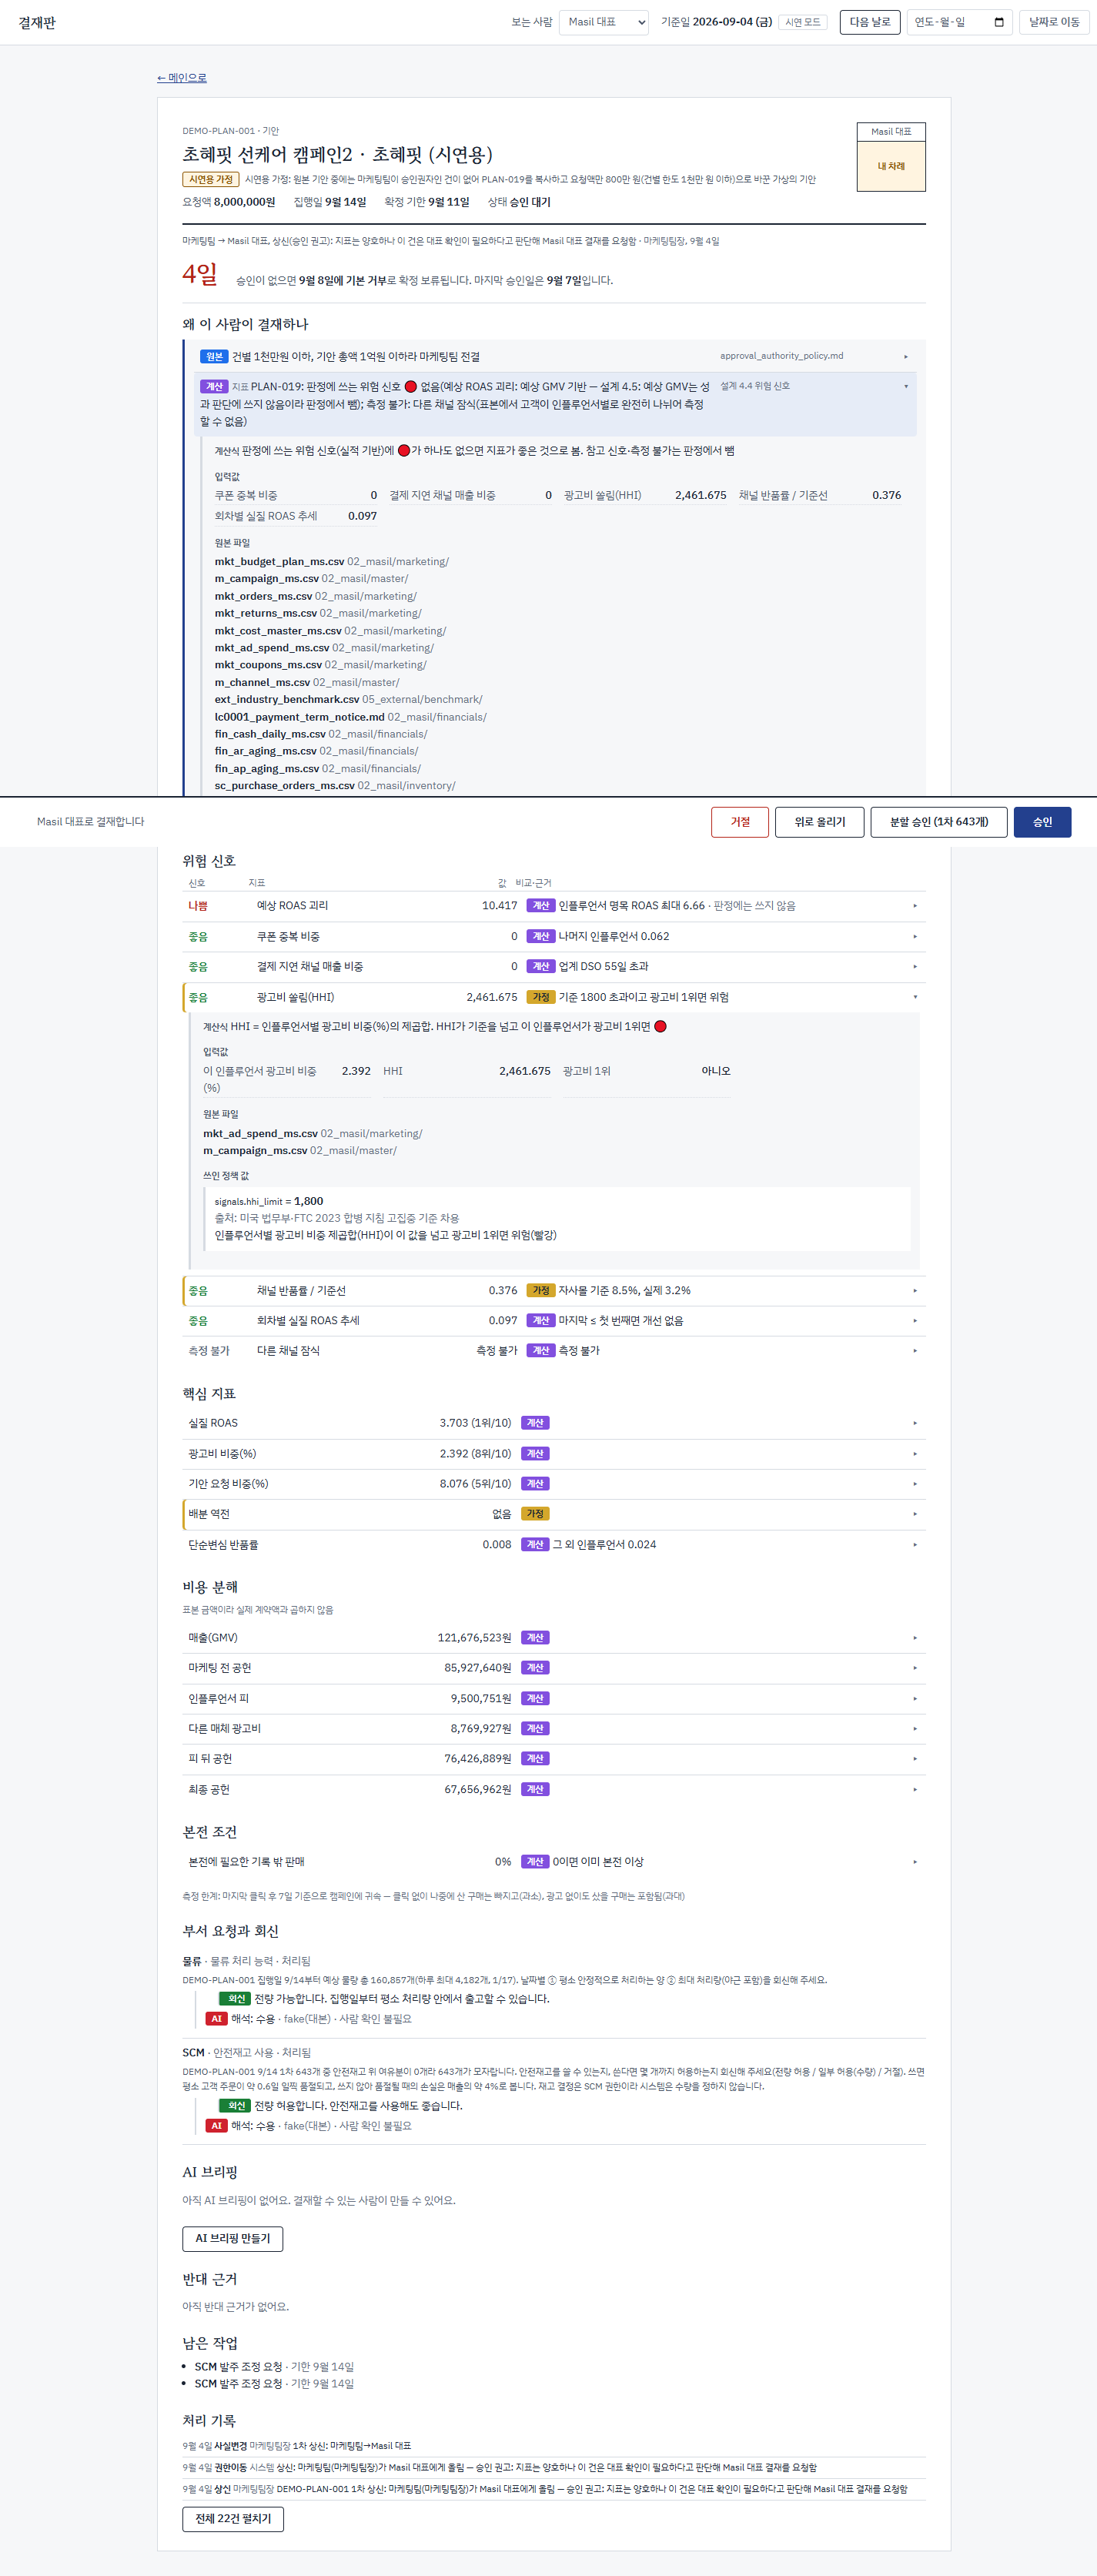 결재판
보는 사람 Masil 대표 기준일 2026-09-04 (금) 시연 모드 다음 날로 연도-월-일 날짜로 이동
← 메인으로
DEMO-PLAN-001 · 기안
초혜핏 선케어 캠페인2 · 초혜핏 (시연용)
Masil 대표
내 차례
시연용 가정 시연용 가정: 원본 기안 중에는 마케팅팀이 승인권자인 건이 없어 PLAN-019를 복사하고 요청액만 800만 원(건별 한도 1천만 원 이하)으로 바꾼 가상의 기안
요청액 8,000,000원 집행일 9월 14일 확정 기한 9월 11일 상태 승인 대기
마케팅팀 → Masil 대표, 상신(승인 권고): 지표는 양호하나 이 건은 대표 확인이 필요하다고 판단해 Masil 대표 결재를 요청함 · 마케팅팀장, 9월 4일
4일 승인이 없으면 9월 8일에 기본 거부로 확정 보류됩니다. 마지막 승인일은 9월 7일입니다.
왜 이 사람이 결재하나
원본 건별 1천만원 이하, 기안 총액 1억원 이하라 마케팅팀 전결 approval_authority_policy.md
계산 지표 PLAN-019: 판정에 쓰는 위험 신호 🔴 없음(예상 ROAS 괴리: 예상 GMV 기반 — 설계 4.5: 예상 GMV는 성 설계 4.4 위험 신호
과 판단에 쓰지 않음이라 판정에서 뺌); 측정 불가: 다른 채널 잠식(표본에서 고객이 인플루언서별로 완전히 나뉘어 측정
할 수 없음)
계산식 판정에 쓰는 위험 신호(실적 기반)에 🔴가 하나도 없으면 지표가 좋은 것으로 봄. 참고 신호·측정 불가는 판정에서 뺌
입력값
쿠폰 중복 비중 0 결제 지연 채널 매출 비중 0 광고비 쏠림(HHI) 2,461.675 채널 반품률 / 기준선 0.376
회차별 실질 ROAS 추세 0.097
원본 파일
mkt_budget_plan_ms.csv 02_masil/marketing/
m_campaign_ms.csv 02_masil/master/
mkt_orders_ms.csv 02_masil/marketing/
mkt_returns_ms.csv 02_masil/marketing/
mkt_cost_master_ms.csv 02_masil/marketing/
mkt_ad_spend_ms.csv 02_masil/marketing/
mkt_coupons_ms.csv 02_masil/marketing/
m_channel_ms.csv 02_masil/master/
ext_industry_benchmark.csv 05_external/benchmark/
lc0001_payment_term_notice.md 02_masil/financials/
fin_cash_daily_ms.csv 02_masil/financials/
fin_ar_aging_ms.csv 02_masil/financials/
fin_ap_aging_ms.csv 02_masil/financials/
sc_purchase_orders_ms.csv 02_masil/inventory/
Masil 대표로 결재합니다 거절 위로 올리기 분할 승인 (1차 643개) 승인
위험 신호
신호 지표 값 비교·근거
나쁨 예상 ROAS 괴리 10.417 계산 인플루언서 명목 ROAS 최대 6.66 · 판정에는 쓰지 않음
좋음 쿠폰 중복 비중 0 계산 나머지 인플루언서 0.062
좋음 결제 지연 채널 매출 비중 0 계산 업계 DSO 55일 초과
좋음 광고비 쏠림(HHI) 2,461.675 가정 기준 1800 초과이고 광고비 1위면 위험
계산식 HHI = 인플루언서별 광고비 비중(%)의 제곱합. HHI가 기준을 넘고 이 인플루언서가 광고비 1위면 🔴
입력값
이 인플루언서 광고비 비중 2.392 HHI 2,461.675 광고비 1위 아니오
(%)
원본 파일
mkt_ad_spend_ms.csv 02_masil/marketing/
m_campaign_ms.csv 02_masil/master/
쓰인 정책 값
signals.hhi_limit = 1,800
출처: 미국 법무부·FTC 2023 합병 지침 고집중 기준 차용
인플루언서별 광고비 비중 제곱합(HHI)이 이 값을 넘고 광고비 1위면 위험(빨강)
좋음 채널 반품률 / 기준선 0.376 가정 자사몰 기준 8.5%, 실제 3.2%
좋음 회차별 실질 ROAS 추세 0.097 계산 마지막 ≤ 첫 번째면 개선 없음
측정 불가 다른 채널 잠식 측정 불가 계산 측정 불가
핵심 지표
실질 ROAS 3.703 (1위/10) 계산
광고비 비중(%) 2.392 (8위/10) 계산
기안 요청 비중(%) 8.076 (5위/10) 계산
배분 역전 없음 가정
단순변심 반품률 0.008 계산 그 외 인플루언서 0.024
비용 분해
표본 금액이라 실제 계약액과 곱하지 않음
매출(GMV) 121,676,523원 계산
마케팅 전 공헌 85,927,640원 계산
인플루언서 피 9,500,751원 계산
다른 매체 광고비 8,769,927원 계산
피 뒤 공헌 76,426,889원 계산
최종 공헌 67,656,962원 계산
본전 조건
본전에 필요한 기록 밖 판매 0% 계산 0이면 이미 본전 이상
측정 한계: 마지막 클릭 후 7일 기준으로 캠페인에 귀속 — 클릭 없이 나중에 산 구매는 빠지고(과소), 광고 없이도 샀을 구매는 포함됨(과대)
부서 요청과 회신
물류 · 물류 처리 능력 · 처리됨
DEMO-PLAN-001 집행일 9/14부터 예상 물량 총 160,857개(하루 최대 4,182개, 1/17). 날짜별 ① 평소 안정적으로 처리하는 양 ② 최대 처리량(야근 포함)을 회신해 주세요.
회신 전량 가능합니다. 집행일부터 평소 처리량 안에서 출고할 수 있습니다.
AI 해석: 수용 · fake(대본) · 사람 확인 불필요
SCM · 안전재고 사용 · 처리됨
DEMO-PLAN-001 9/14 1차 643개 중 안전재고 위 여유분이 0개라 643개가 모자랍니다. 안전재고를 쓸 수 있는지, 쓴다면 몇 개까지 허용하는지 회신해 주세요(전량 허용 / 일부 허용(수량) / 거절). 쓰면
평소 고객 주문이 약 0.6일 일찍 품절되고, 쓰지 않아 품절될 때의 손실은 매출의 약 4%로 봅니다. 재고 결정은 SCM 권한이라 시스템은 수량을 정하지 않습니다.
회신 전량 허용합니다. 안전재고를 사용해도 좋습니다.
AI 해석: 수용 · fake(대본) · 사람 확인 불필요
AI 브리핑
아직 AI 브리핑이 없어요. 결재할 수 있는 사람이 만들 수 있어요.
AI 브리핑 만들기
반대 근거
아직 반대 근거가 없어요.
남은 작업
SCM 발주 조정 요청 · 기한 9월 14일
SCM 발주 조정 요청 · 기한 9월 14일
처리 기록
9월 4일 사실변경 마케팅팀장 1차 상신: 마케팅팀→Masil 대표
9월 4일 권한이동 시스템 상신: 마케팅팀(마케팅팀장)가 Masil 대표에게 올림 — 승인 권고: 지표는 양호하나 이 건은 대표 확인이 필요하다고 판단해 Masil 대표 결재를 요청함
9월 4일 상신 마케팅팀장 DEMO-PLAN-001 1차 상신: 마케팅팀(마케팅팀장)가 Masil 대표에게 올림 — 승인 권고: 지표는 양호하나 이 건은 대표 확인이 필요하다고 판단해 Masil 대표 결재를 요청함
전체 22건 펼치기